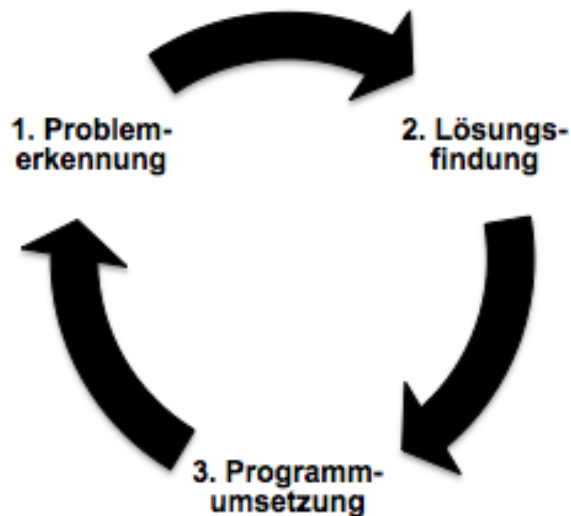 1. Problem-
erkennung
2. Lösungs-
findung
3. Programm-
umsetzung